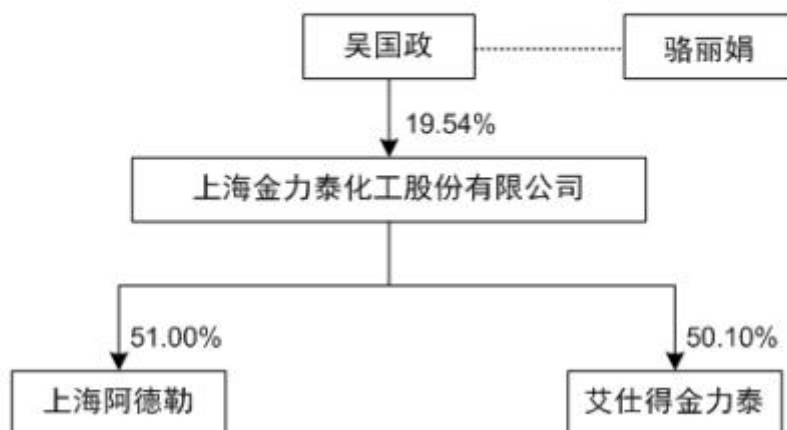 吴国政
骆丽娟
19.54%
上海金力泰化工股份有限公司
51.00%
50.10%
上海阿德勒
艾仕得金力泰